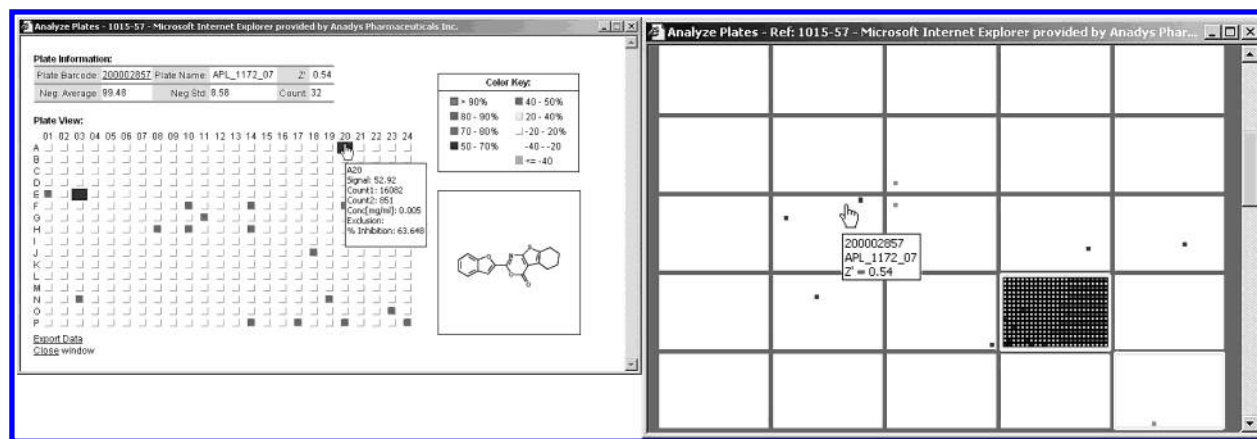 Analyze Plates - 1015-57 - Microsoft Internet Explorer provided by Anadys Pharmaceuticals Inc.
Plate Information:
Plate Barcode: 200002857 Plate Name: APL_1172_07 Z' 0.54
Neg. Average: 99.48 Neg Std: 8.58 Count: 32
Plate View:
01 02 03 04 05 06 07 08 09 10 11 12 13 14 15 16 17 18 19 20 21 22 23 24
A
B
C
D
E
F
G
H
I
J
K
L
M
N
O
P
A20
Signal: 52.92
Count1: 16082
Count2: 851
Conc[mg/ml]: 0.005
Exclusion:
% Inhibition: 63.648
Export Data
Close window
Color Key:
> 90% 40 - 50%
80 - 90% 20 - 40%
70 - 80% -20 - 20%
50 - 70% -40 - -20
<= -40
S
N
O
O
O
Analyze Plates - Ref: 1015-57 - Microsoft Internet Explorer provided by Anadys Phar...
200002857
APL_1172_07
Z' = 0.54